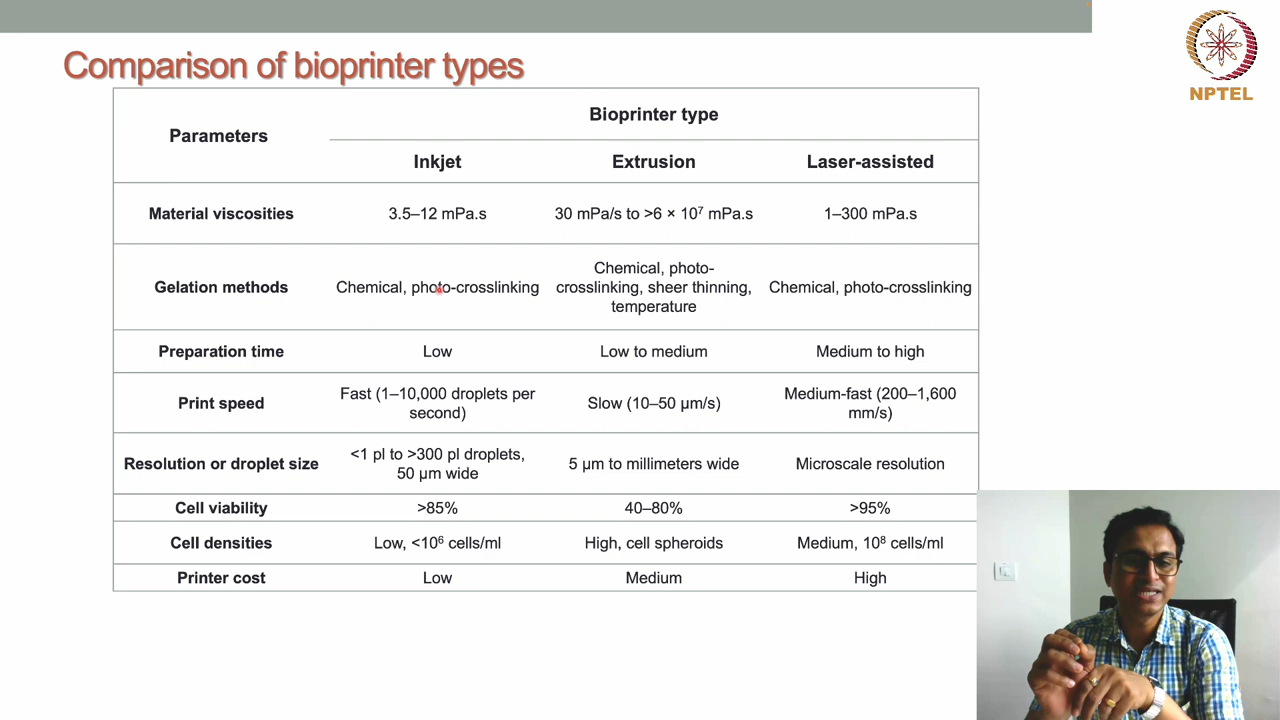 Comparison of bioprinter types
NPTEL
Parameters
Bioprinter type
Inkjet
Extrusion
Laser-assisted
Material viscosities
3.5–12 mPa.s
30 mPa/s to >6 × 10⁷ mPa.s
1–300 mPa.s
Gelation methods
Chemical, photo-crosslinking
Chemical, photo-
crosslinking, sheer thinning,
temperature
Chemical, photo-crosslinking
Preparation time
Low
Low to medium
Medium to high
Print speed
Fast (1–10,000 droplets per
second)
Slow (10–50 μm/s)
Medium-fast (200–1,600
mm/s)
Resolution or droplet size
<1 pl to >300 pl droplets,
50 μm wide
5 μm to millimeters wide
Microscale resolution
Cell viability
>85%
40–80%
>95%
Cell densities
Low, <10⁶ cells/ml
High, cell spheroids
Medium, 10⁸ cells/ml
Printer cost
Low
Medium
High